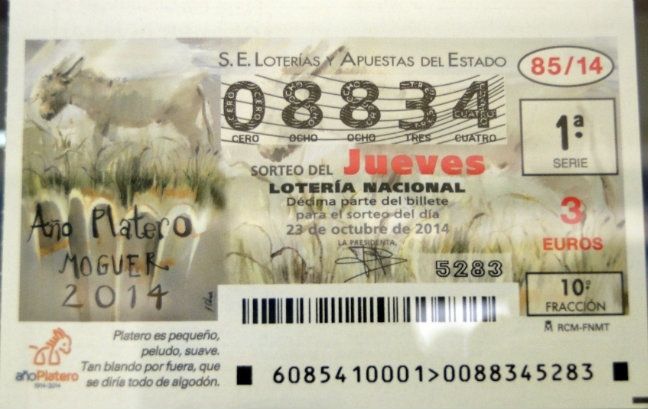 S.E. LOTERÍAS Y APUESTAS DEL ESTADO
85/14
08834
CERO OCHO OCHO TRES CUATRO
1ª
SERIE
SORTEO DEL Jueves
LOTERÍA NACIONAL
Décima parte del billete
para el sorteo del día
23 de octubre de 2014
LA PRESIDENTA,
3
EUROS
5283
10ª
FRACCIÓN
RCM-FNMT
Año Platero
MOGUER
2014
añoPlatero
1914-2014
Platero es pequeño,
peludo, suave.
Tan blando por fuera, que
se diría todo de algodón.
6085410001>0088345283